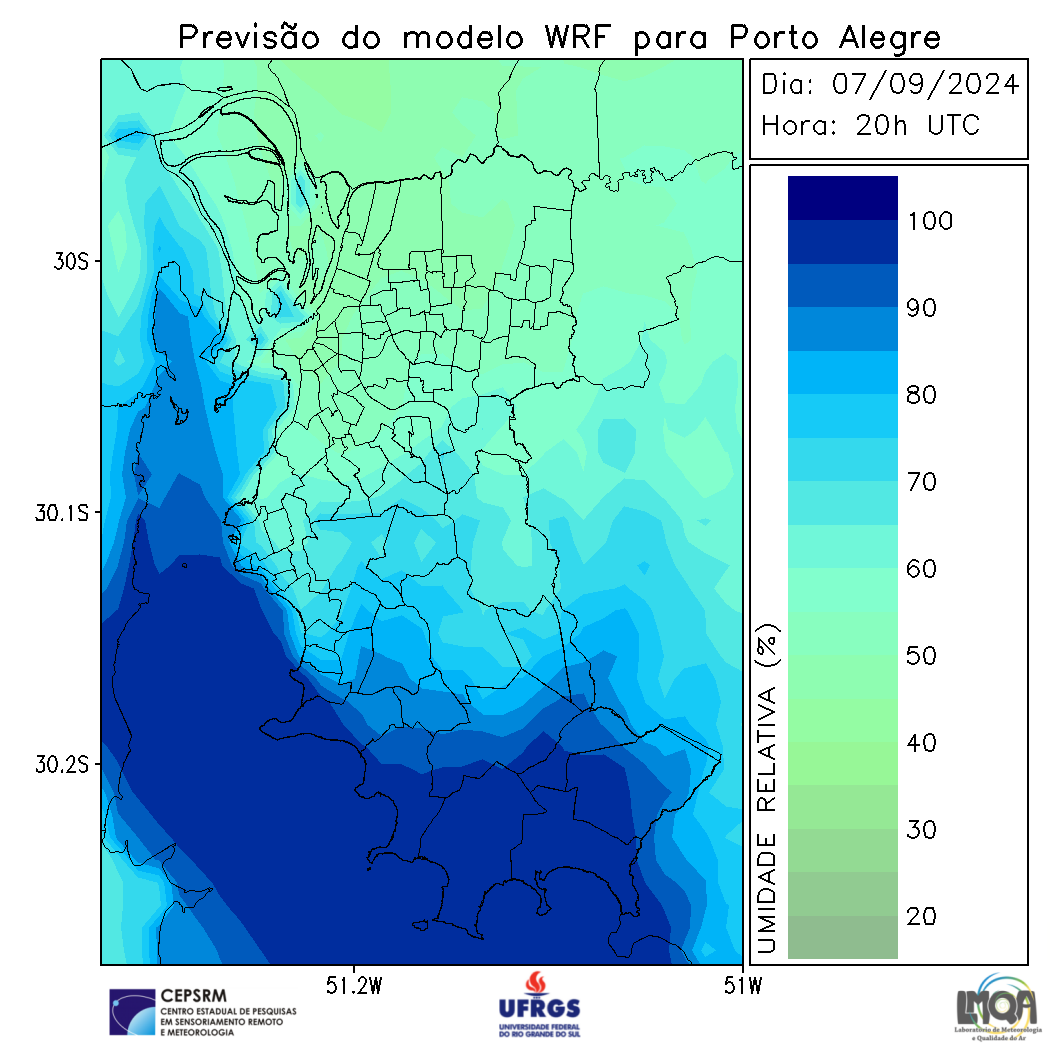 Previsão do modelo WRF para Porto Alegre
Dia: 07/09/2024
Hora: 20h UTC
30S
30.1S
30.2S
51.2W
51W
UMIDADE RELATIVA (%)
100
90
80
70
60
50
40
30
20
CEPSRM
CENTRO ESTADUAL DE PESQUISAS
EM SENSORIAMENTO REMOTO
E METEOROLOGIA
UFRGS
UNIVERSIDADE FEDERAL
DO RIO GRANDE DO SUL
LMQA
Laboratório de Meteorologia
e Qualidade do Ar